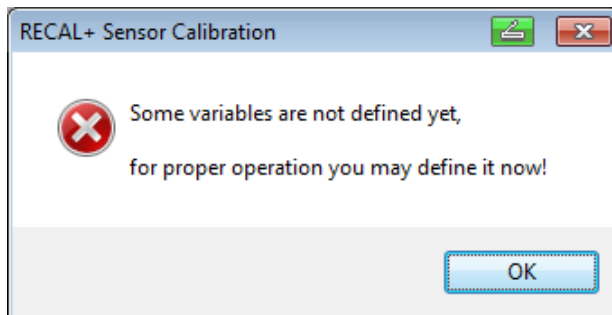 RECAL+ Sensor Calibration
Some variables are not defined yet,
for proper operation you may define it now!
OK